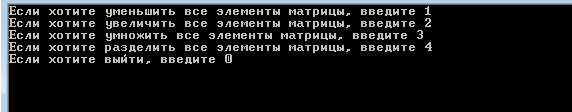 Если хотите уменьшить все элементы матрицы, введите 1
Если хотите увеличить все элементы матрицы, введите 2
Если хотите умножить все элементы матрицы, введите 3
Если хотите разделить все элементы матрицы, введите 4
Если хотите выйти, введите 0